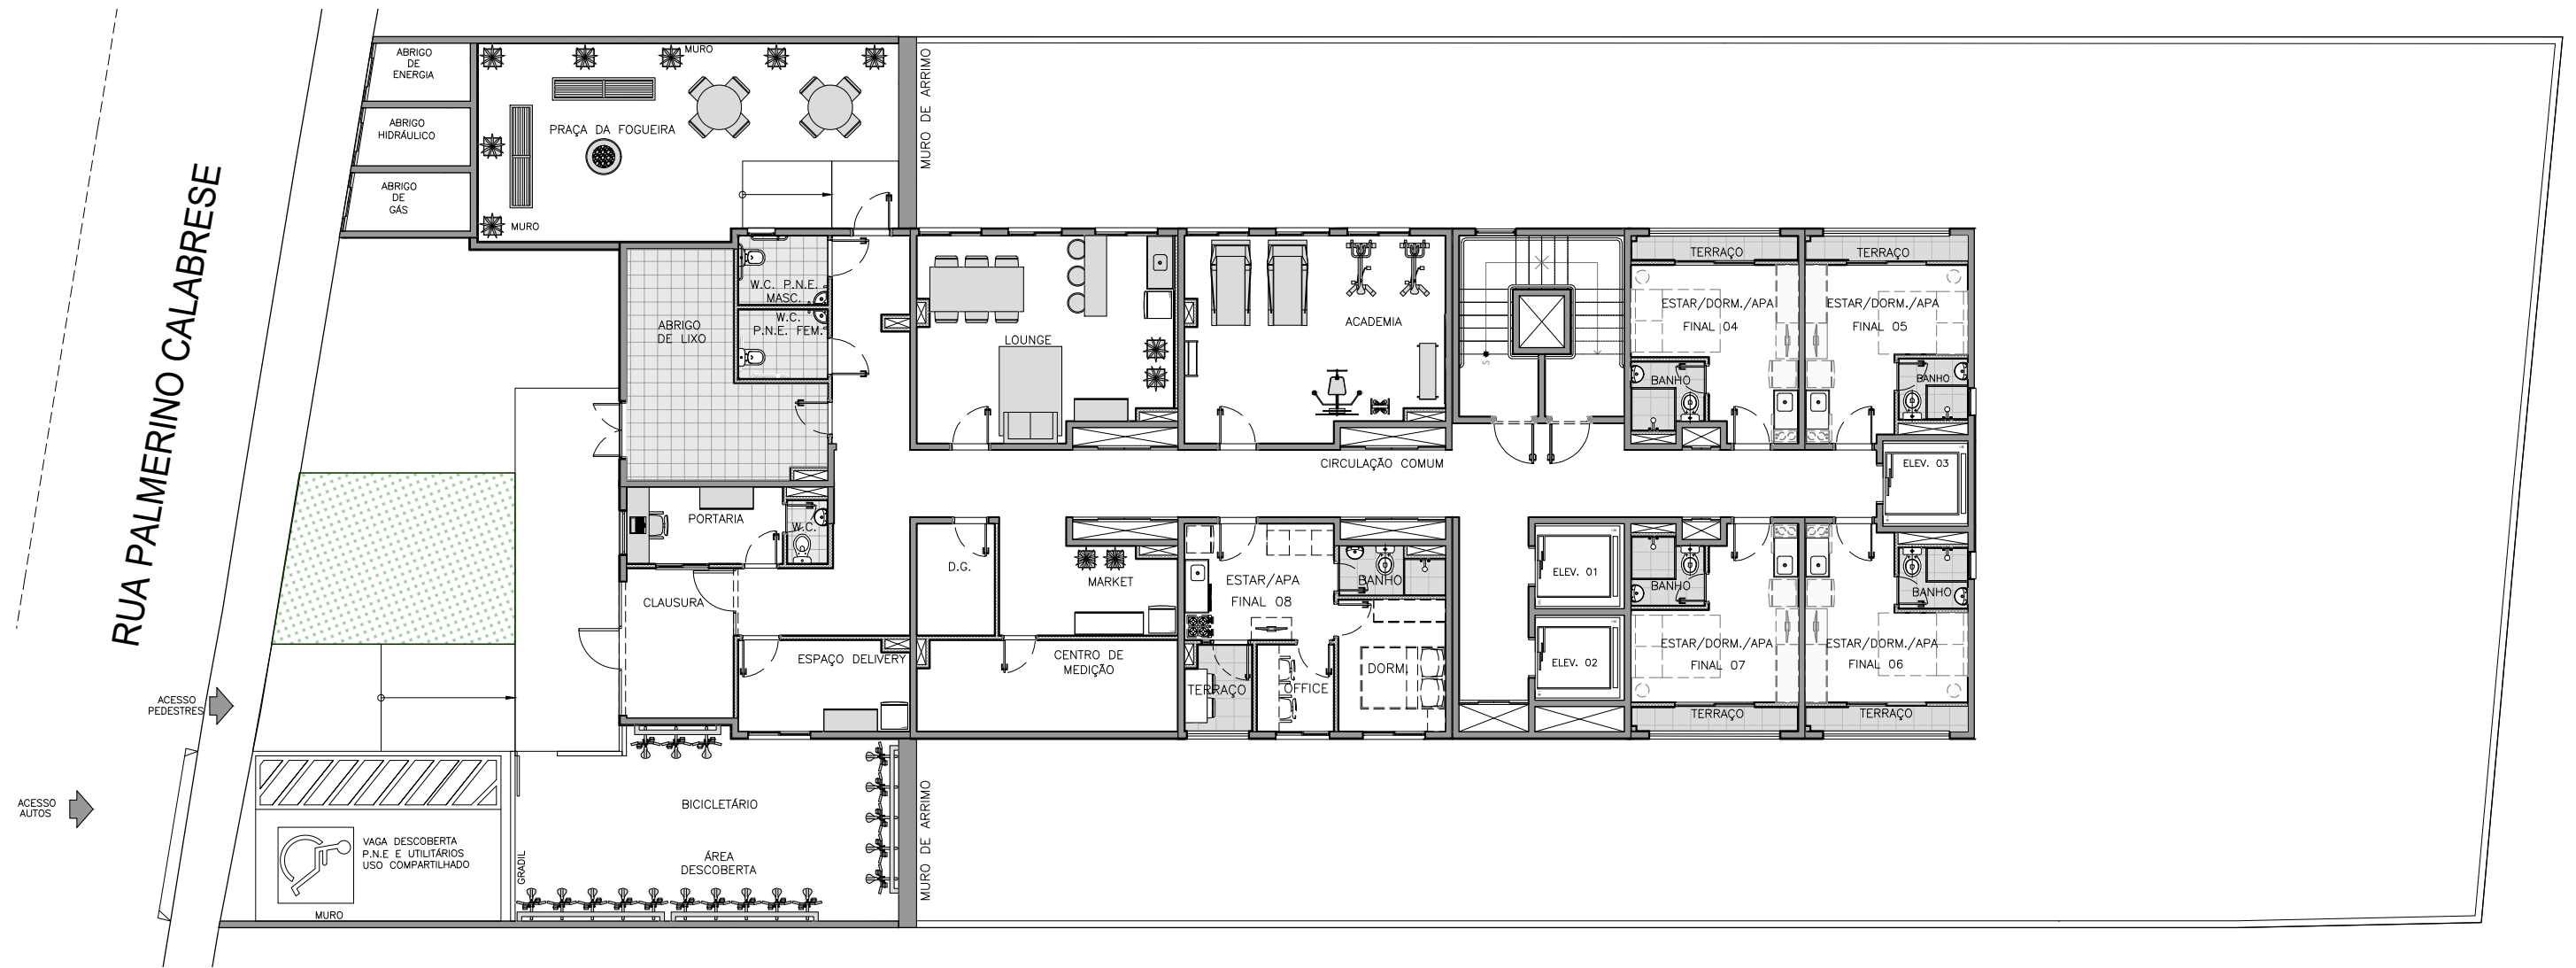 RUA PALMERINO CALABRESE
ABRIGO
DE
ENERGIA
ABRIGO
HIDRÁULICO
ABRIGO
DE
GÁS
MURO
PRAÇA DA FOGUEIRA
MURO
MURO DE ARRIMO
W.C. P.N.E.
MASC.
W.C.
P.N.E. FEM.
ABRIGO
DE LIXO
LOUNGE
ACADEMIA
S
TERRAÇO
ESTAR/DORM./APA
FINAL 04
BANHO
TERRAÇO
ESTAR/DORM./APA
FINAL 05
BANHO
CIRCULAÇÃO COMUM
ELEV. 03
PORTARIA
W.C.
CLAUSURA
D.G.
MARKET
ESPAÇO DELIVERY
CENTRO DE
MEDIÇÃO
ESTAR/APA
FINAL 08
BANHO
TERRAÇO
OFFICE
DORM.
ELEV. 01
ELEV. 02
BANHO
ESTAR/DORM./APA
FINAL 07
TERRAÇO
BANHO
ESTAR/DORM./APA
FINAL 06
TERRAÇO
ACESSO
PEDESTRES
ACESSO
AUTOS
VAGA DESCOBERTA
P.N.E E UTILITÁRIOS
USO COMPARTILHADO
MURO
GRADIL
BICICLETÁRIO
ÁREA
DESCOBERTA
MURO DE ARRIMO